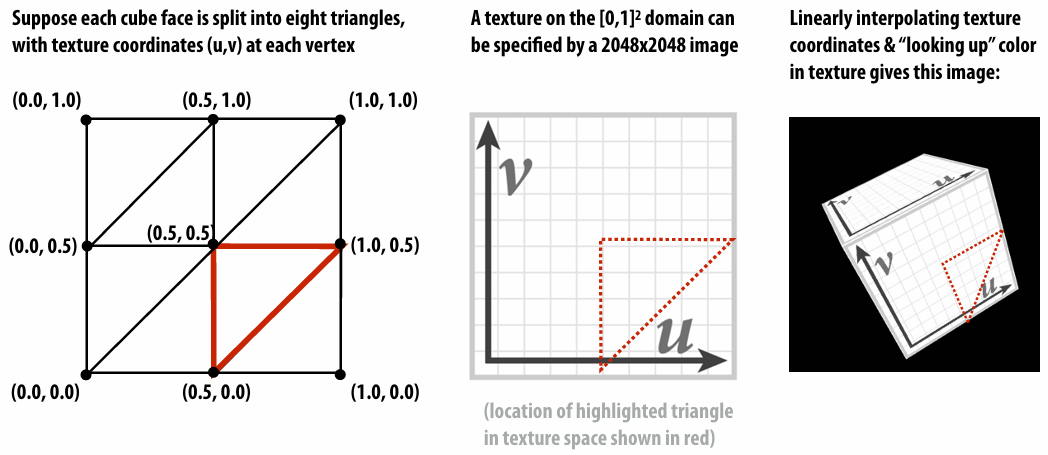 Suppose each cube face is split into eight triangles,
with texture coordinates (u,v) at each vertex
(0.0, 1.0) (0.5, 1.0) (1.0, 1.0)
(0.0, 0.5) (0.5, 0.5) (1.0, 0.5)
(0.0, 0.0) (0.5, 0.0) (1.0, 0.0)
A texture on the [0,1]² domain can
be specified by a 2048x2048 image
v
u
(location of highlighted triangle
in texture space shown in red)
Linearly interpolating texture
coordinates & “looking up” color
in texture gives this image:
v
u
v
u